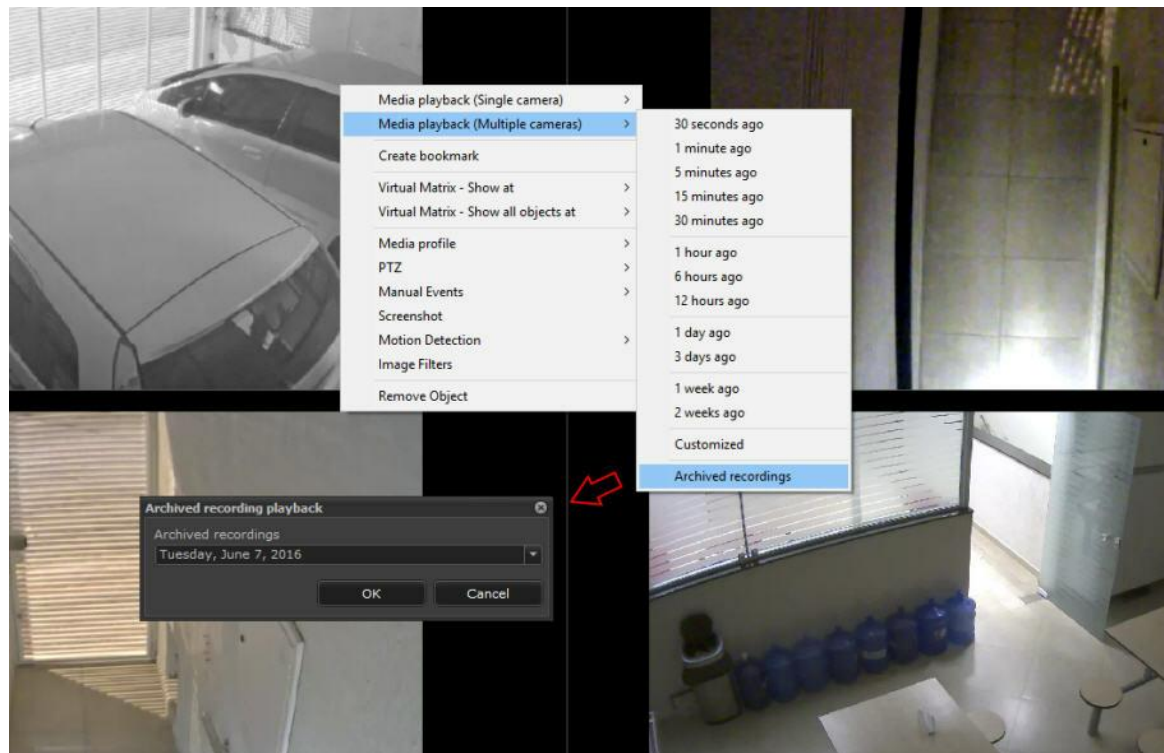 Media playback (Single camera)
Media playback (Multiple cameras)
Create bookmark
Virtual Matrix - Show at
Virtual Matrix - Show all objects at
Media profile
PTZ
Manual Events
Screenshot
Motion Detection
Image Filters
Remove Object
30 seconds ago
1 minute ago
5 minutes ago
15 minutes ago
30 minutes ago
1 hour ago
6 hours ago
12 hours ago
1 day ago
3 days ago
1 week ago
2 weeks ago
Customized
Archived recordings
Archived recording playback
Archived recordings
Tuesday, June 7, 2016
OK
Cancel